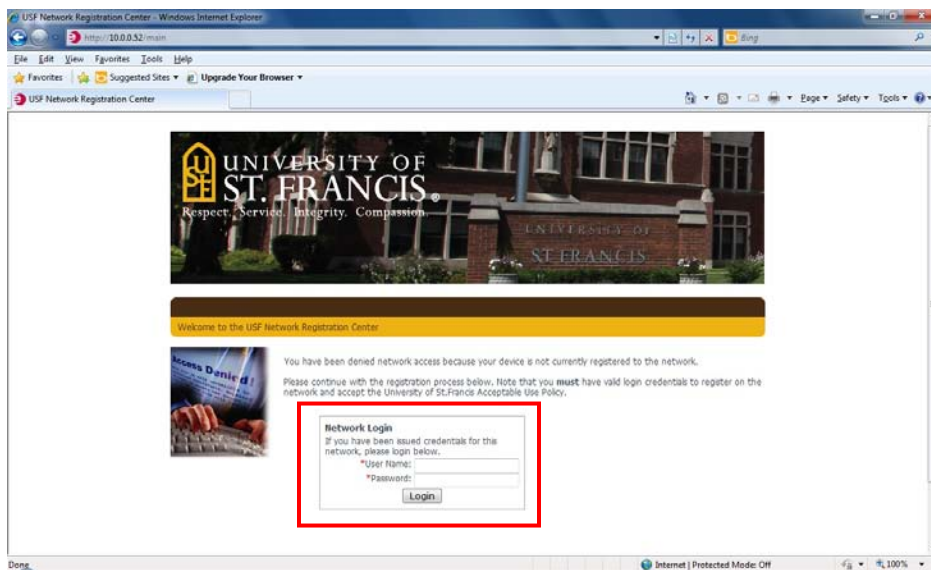 USF Network Registration Center - Windows Internet Explorer
http://10.0.0.52/main
Bing
File Edit View Favorites Tools Help
Favorites Suggested Sites Upgrade Your Browser
USF Network Registration Center
Page Safety Tools
USF
UNIVERSITY OF
ST. FRANCIS®
Respect. Service. Integrity. Compassion.
UNIVERSITY OF
ST. FRANCIS
Welcome to the USF Network Registration Center
Access Denied!
You have been denied network access because your device is not currently registered to the network.
Please continue with the registration process below. Note that you must have valid login credentials to register on the
network and accept the University of St.Francis Acceptable Use Policy.
Network Login
If you have been issued credentials for this
network, please login below.
*User Name:
*Password:
Login
Done
Internet | Protected Mode: Off
100%